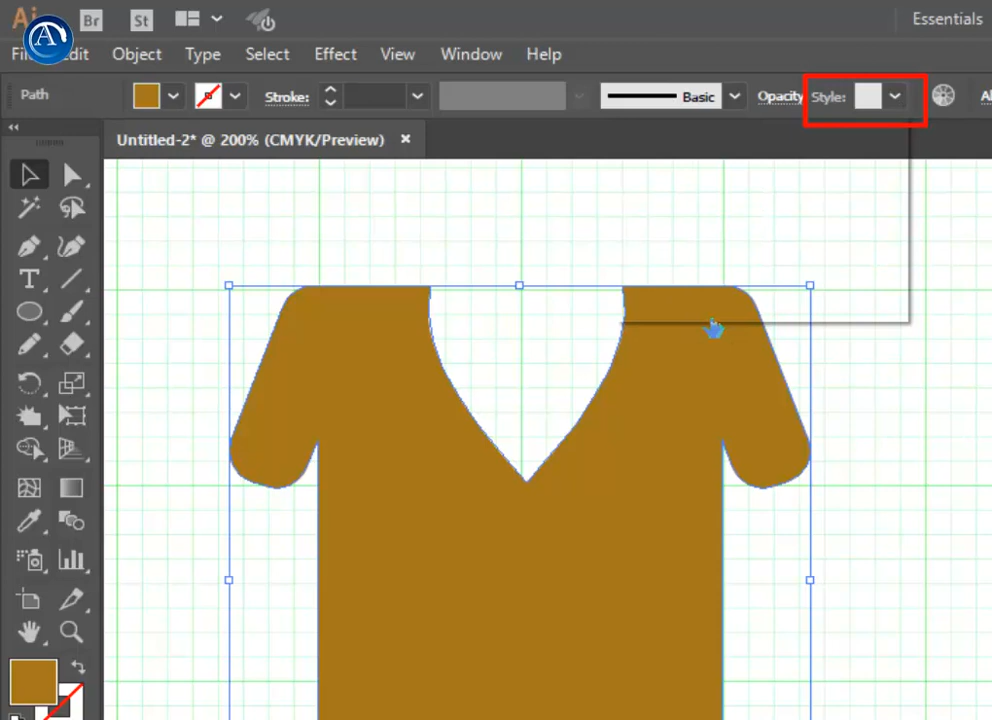 Ai Br St Essentials
A
Edit Object Type Select Effect View Window Help
Path Stroke: Basic Opacity Style:
Untitled-2* @ 200% (CMYK/Preview) ×
T